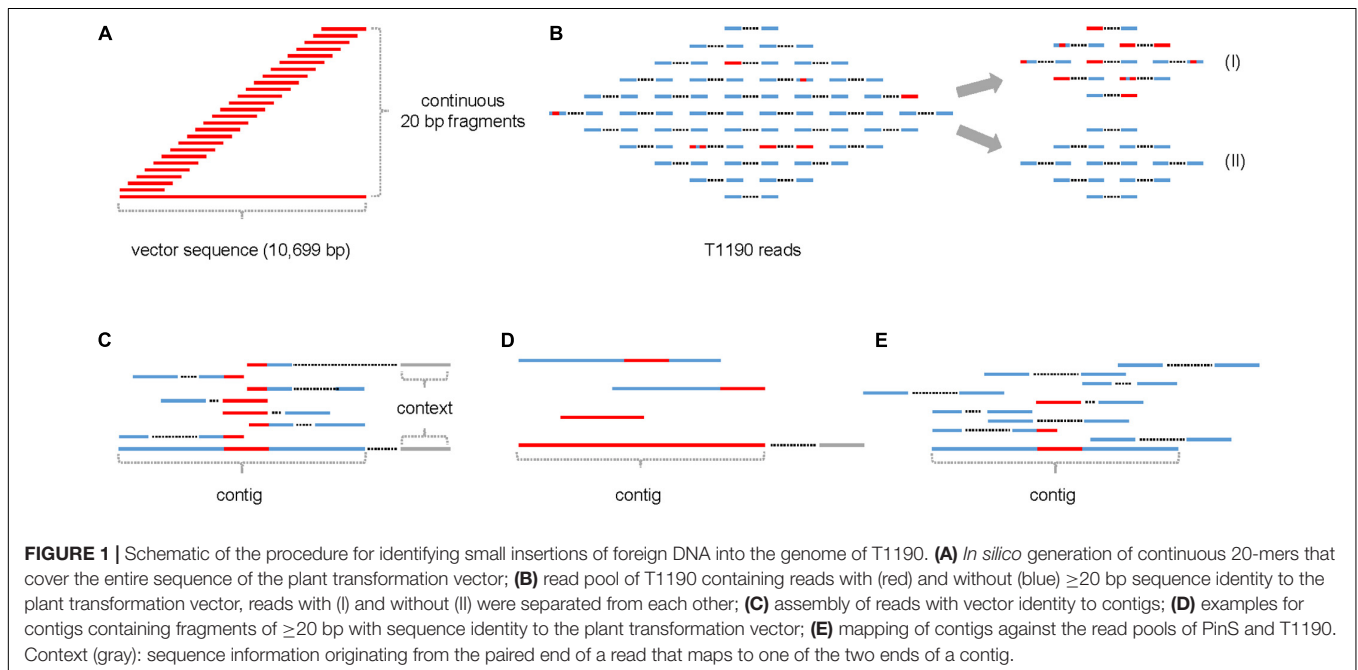 A
B
(I)
continuous
20 bp fragments
(II)
vector sequence (10,699 bp)
T1190 reads
C
D
E
context
contig
contig
contig
FIGURE 1 | Schematic of the procedure for identifying small insertions of foreign DNA into the genome of T1190. (A) In silico generation of continuous 20-mers that
cover the entire sequence of the plant transformation vector; (B) read pool of T1190 containing reads with (red) and without (blue) ≥20 bp sequence identity to the
plant transformation vector, reads with (I) and without (II) were separated from each other; (C) assembly of reads with vector identity to contigs; (D) examples for
contigs containing fragments of ≥20 bp with sequence identity to the plant transformation vector; (E) mapping of contigs against the read pools of PinS and T1190.
Context (gray): sequence information originating from the paired end of a read that maps to one of the two ends of a contig.